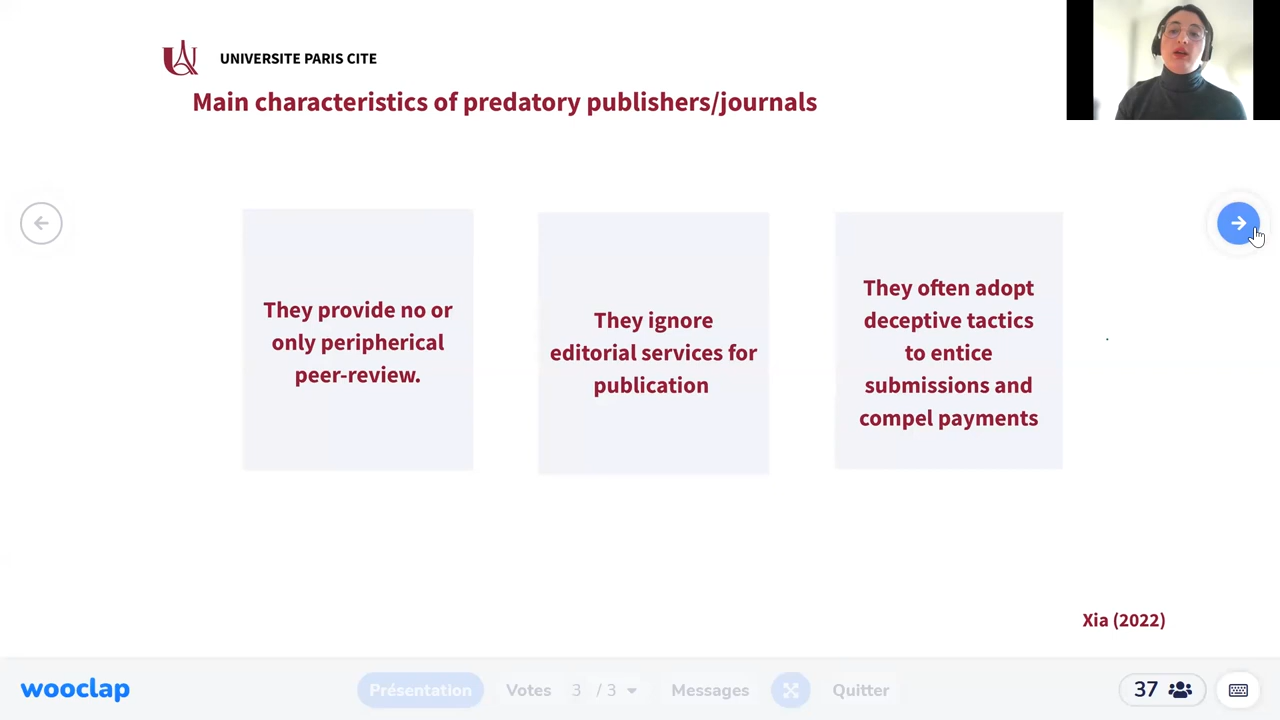 UNIVERSITE PARIS CITE
Main characteristics of predatory publishers/journals
They provide no or
only peripherical
peer-review.
They ignore
editorial services for
publication
They often adopt
deceptive tactics
to entice
submissions and
compel payments
Xia (2022)
wooclap
Présentation
Votes
3 / 3
Messages
Quitter
37